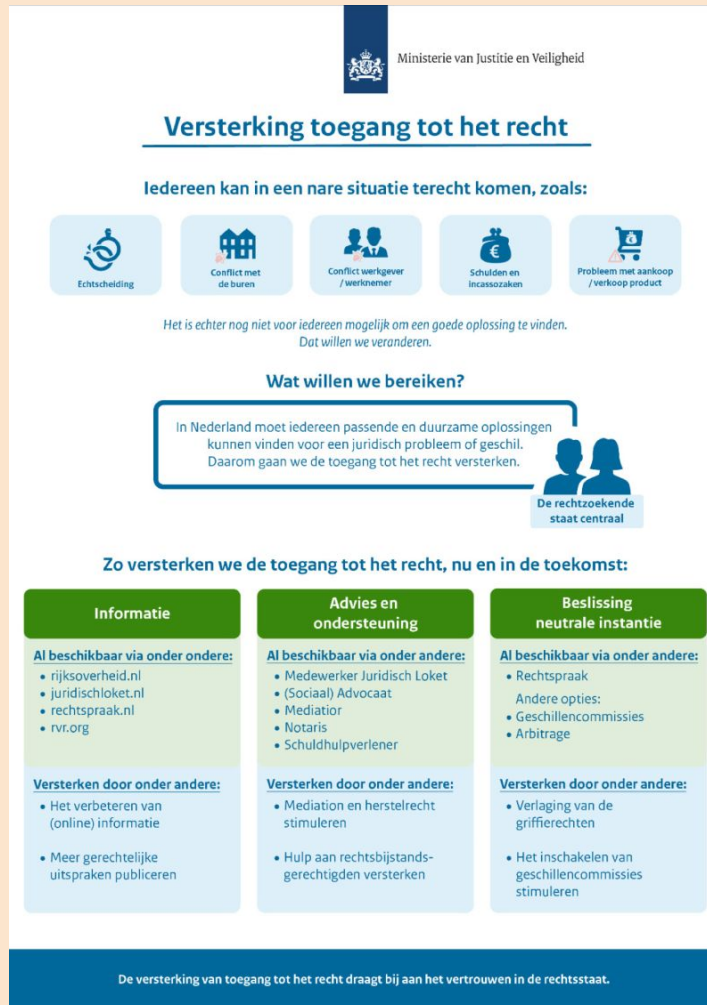 Ministerie van Justitie en Veiligheid
Versterking toegang tot het recht
Iedereen kan in een nare situatie terecht komen, zoals:
Echtscheiding
Conflict met
de buren
Conflict werkgever
/ werknemer
Schulden en
incassozaken
Probleem met aankoop
/ verkoop product
Het is echter nog niet voor iedereen mogelijk om een goede oplossing te vinden.
Dat willen we veranderen.
Wat willen we bereiken?
In Nederland moet iedereen passende en duurzame oplossingen
kunnen vinden voor een juridisch probleem of geschil.
Daarom gaan we de toegang tot het recht versterken.
De rechtzoekende
staat centraal
Zo versterken we de toegang tot het recht, nu en in de toekomst:
Informatie
Al beschikbaar via onder ondere:
• rijksoverheid.nl
• juridischloket.nl
• rechtspraak.nl
• rvr.org
Versterken door onder andere:
• Het verbeteren van
(online) informatie
• Meer gerechtelijke
uitspraken publiceren
Advies en
ondersteuning
Al beschikbaar via onder andere:
• Medewerker Juridisch Loket
• (Sociaal) Advocaat
• Mediatior
• Notaris
• Schuldhulpverlener
Versterken door onder andere:
• Mediation en herstelrecht
stimuleren
• Hulp aan rechtsbijstands-
gerechtigden versterken
Beslissing
neutrale instantie
Al beschikbaar via onder andere:
• Rechtspraak
Andere opties:
• Geschillencommissies
• Arbitrage
Versterken door onder andere:
• Verlaging van de
griffierechten
• Het inschakelen van
geschillencommissies
stimuleren
De versterking van toegang tot het recht draagt bij aan het vertrouwen in de rechtsstaat.